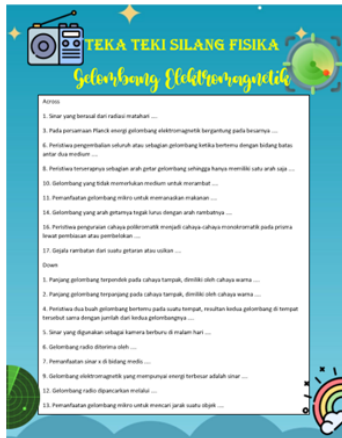 TEKA TEKI SILANG FISIKA
Gelombang Elektromagnetik
Across
1. Sinar yang berasal dari radiasi matahari ....
3. Pada persamaan Planck energi gelombang elektromagnetik bergantung pada besarnya ....
6. Peristiwa pengembalian seluruh atau sebagian gelombang ketika bertemu dengan bidang batas
antar dua medium ....
8. Peristiwa terserapnya sebagian arah getar gelombang sehingga hanya memiliki satu arah saja ....
10. Gelombang yang tidak memerlukan medium untuk merambat ....
11. Pemanfaatan gelombang mikro untuk memanaskan makanan ....
14. Gelombang yang arah getarnya tegak lurus dengan arah rambatnya ....
16. Peristiwa penguraian cahaya polikromatik menjadi cahaya-cahaya monokromatik pada prisma
lewat pembiasan atau pembelokan ....
17. Gejala rambatan dari suatu getaran atau usikan ....
Down
1. Panjang gelombang terpendek pada cahaya tampak, dimiliki oleh cahaya warna ....
2. Panjang gelombang terpanjang pada cahaya tampak, dimiliki oleh cahaya warna ....
4. Peristiwa dua buah gelombang bertemu pada suatu tempat, resultan kedua gelombang di tempat
tersebut sama dengan jumlah dari kedua gelombangnya ....
5. Sinar yang digunakan sebagai kamera berburu di malam hari ....
6. Gelombang radio diterima oleh ....
7. Pemanfaatan sinar x di bidang medis ....
9. Gelombang elektromagnetik yang mempunyai energi terbesar adalah sinar ....
12. Gelombang radio dipancarkan melalui ....
13. Pemanfaatan gelombang mikro untuk mencari jarak suatu objek ....